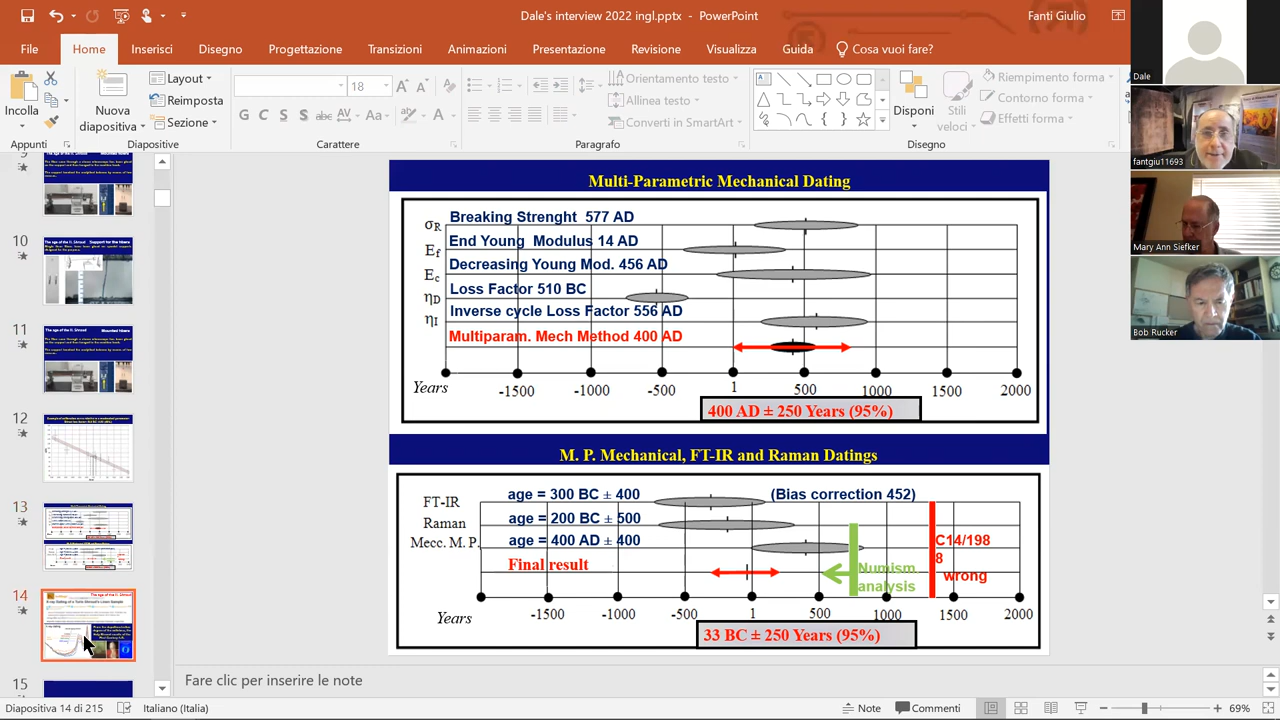 Dale's interview 2022 ingl.pptx - PowerPoint
Fanti Giulio
File Home Inserisci Disegno Progettazione Transizioni Animazioni Presentazione Revisione Visualizza Guida Cosa vuoi fare?
Incolla
Appunti
Nuova diapositiva
Layout
Reimposta
Sezione
Diapositive
18
G C S S abc AV Aa A
Carattere
Orientamento testo
Allinea testo
Converti in SmartArt
Paragrafo
Disponi
Stili veloci
Riempimento forma
Contorno forma
Effetti forma
Disegno
Dale
fantgiu11693
Mary Ann Siefker
Bob Rucker
10
11
12
13
14
15
Multi-Parametric Mechanical Dating
σR Breaking Strenght 577 AD
Ef End Young Modulus 14 AD
Ec Decreasing Young Mod. 456 AD
ηD Loss Factor 510 BC
ηI Inverse cycle Loss Factor 556 AD
Multiparam. mech Method 400 AD
Years -1500 -1000 -500 1 500 1000 1500 2000
400 AD ± 250 Years (95%)
M. P. Mechanical, FT-IR and Raman Datings
FT-IR age = 300 BC ± 400 (Bias correction 452)
Raman age = 200 BC ± 500
Mecc. M. P. age = 400 AD ± 400
C14/198
8
wrong
Final result
Numism.
analysis
Years -1000 -500 0 500 1000 1500 2000
33 BC ± 250 Years (95%)
Fare clic per inserire le note
Diapositiva 14 di 215 Italiano (Italia) Note Commenti 69%